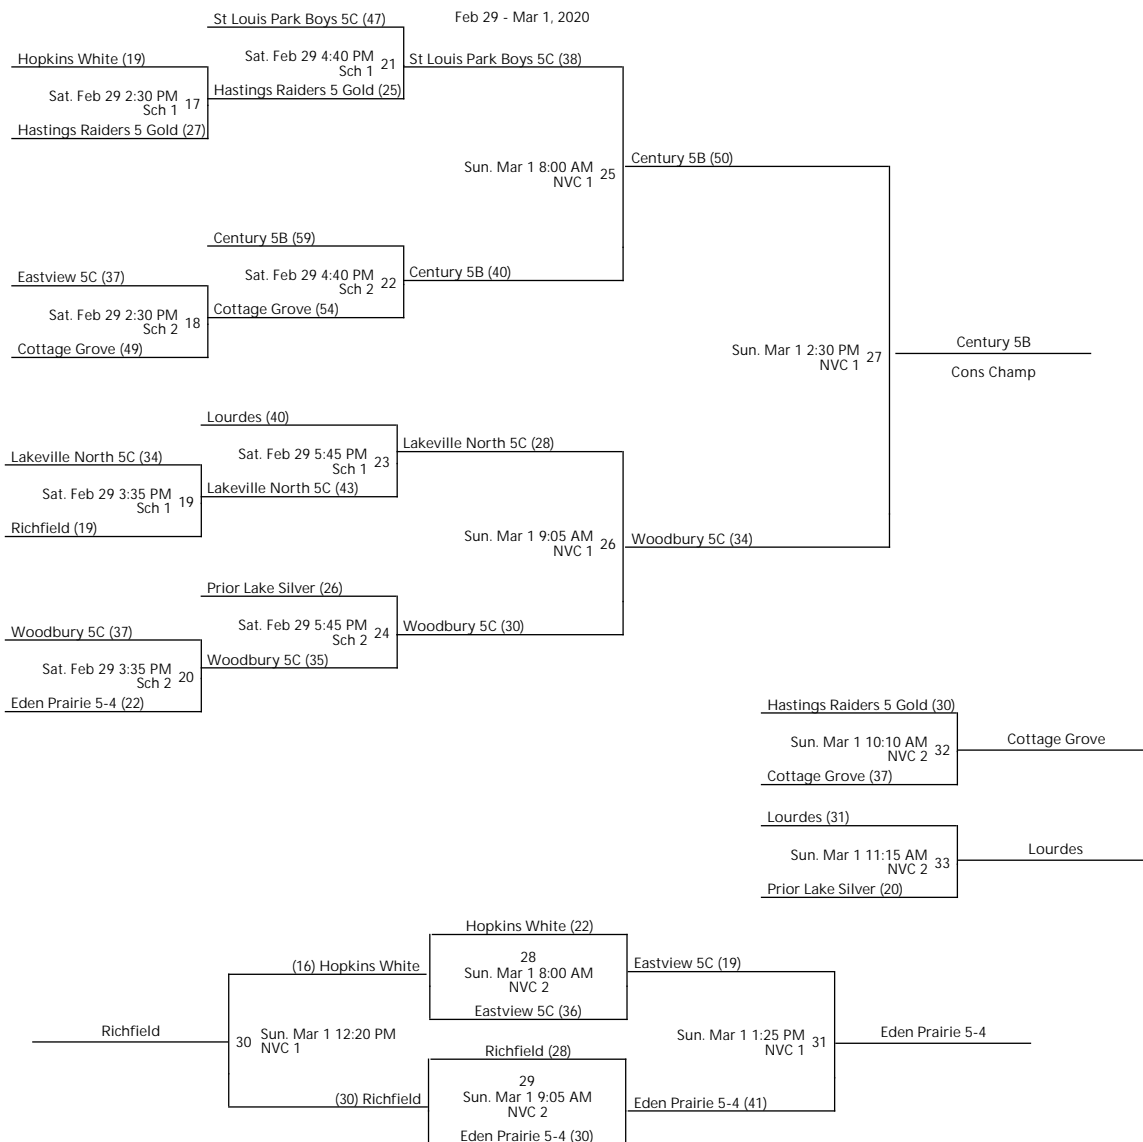 St Louis Park Boys 5C (47)
Feb 29 - Mar 1, 2020
Hopkins White (19)
Sat. Feb 29 4:40 PM
Sch 1
21
St Louis Park Boys 5C (38)
Sat. Feb 29 2:30 PM
Sch 1
17
Hastings Raiders 5 Gold (25)
Hastings Raiders 5 Gold (27)
Sun. Mar 1 8:00 AM
NVC 1
25
Century 5B (50)
Century 5B (59)
Eastview 5C (37)
Sat. Feb 29 4:40 PM
Sch 2
22
Century 5B (40)
Sat. Feb 29 2:30 PM
Sch 2
18
Cottage Grove (54)
Cottage Grove (49)
Sun. Mar 1 2:30 PM
NVC 1
27
Century 5B
Cons Champ
Lourdes (40)
Lakeville North 5C (34)
Sat. Feb 29 5:45 PM
Sch 1
23
Lakeville North 5C (28)
Sat. Feb 29 3:35 PM
Sch 1
19
Lakeville North 5C (43)
Richfield (19)
Sun. Mar 1 9:05 AM
NVC 1
26
Woodbury 5C (34)
Prior Lake Silver (26)
Woodbury 5C (37)
Sat. Feb 29 5:45 PM
Sch 2
24
Woodbury 5C (30)
Sat. Feb 29 3:35 PM
Sch 2
20
Woodbury 5C (35)
Eden Prairie 5-4 (22)
Hastings Raiders 5 Gold (30)
Sun. Mar 1 10:10 AM
NVC 2
32
Cottage Grove
Cottage Grove (37)
Lourdes (31)
Sun. Mar 1 11:15 AM
NVC 2
33
Lourdes
Prior Lake Silver (20)
Hopkins White (22)
(16) Hopkins White
28
Sun. Mar 1 8:00 AM
NVC 2
Eastview 5C (19)
Eastview 5C (36)
Richfield
30
Sun. Mar 1 12:20 PM
NVC 1
Sun. Mar 1 1:25 PM
NVC 1
31
Eden Prairie 5-4
Richfield (28)
(30) Richfield
29
Sun. Mar 1 9:05 AM
NVC 2
Eden Prairie 5-4 (41)
Eden Prairie 5-4 (30)